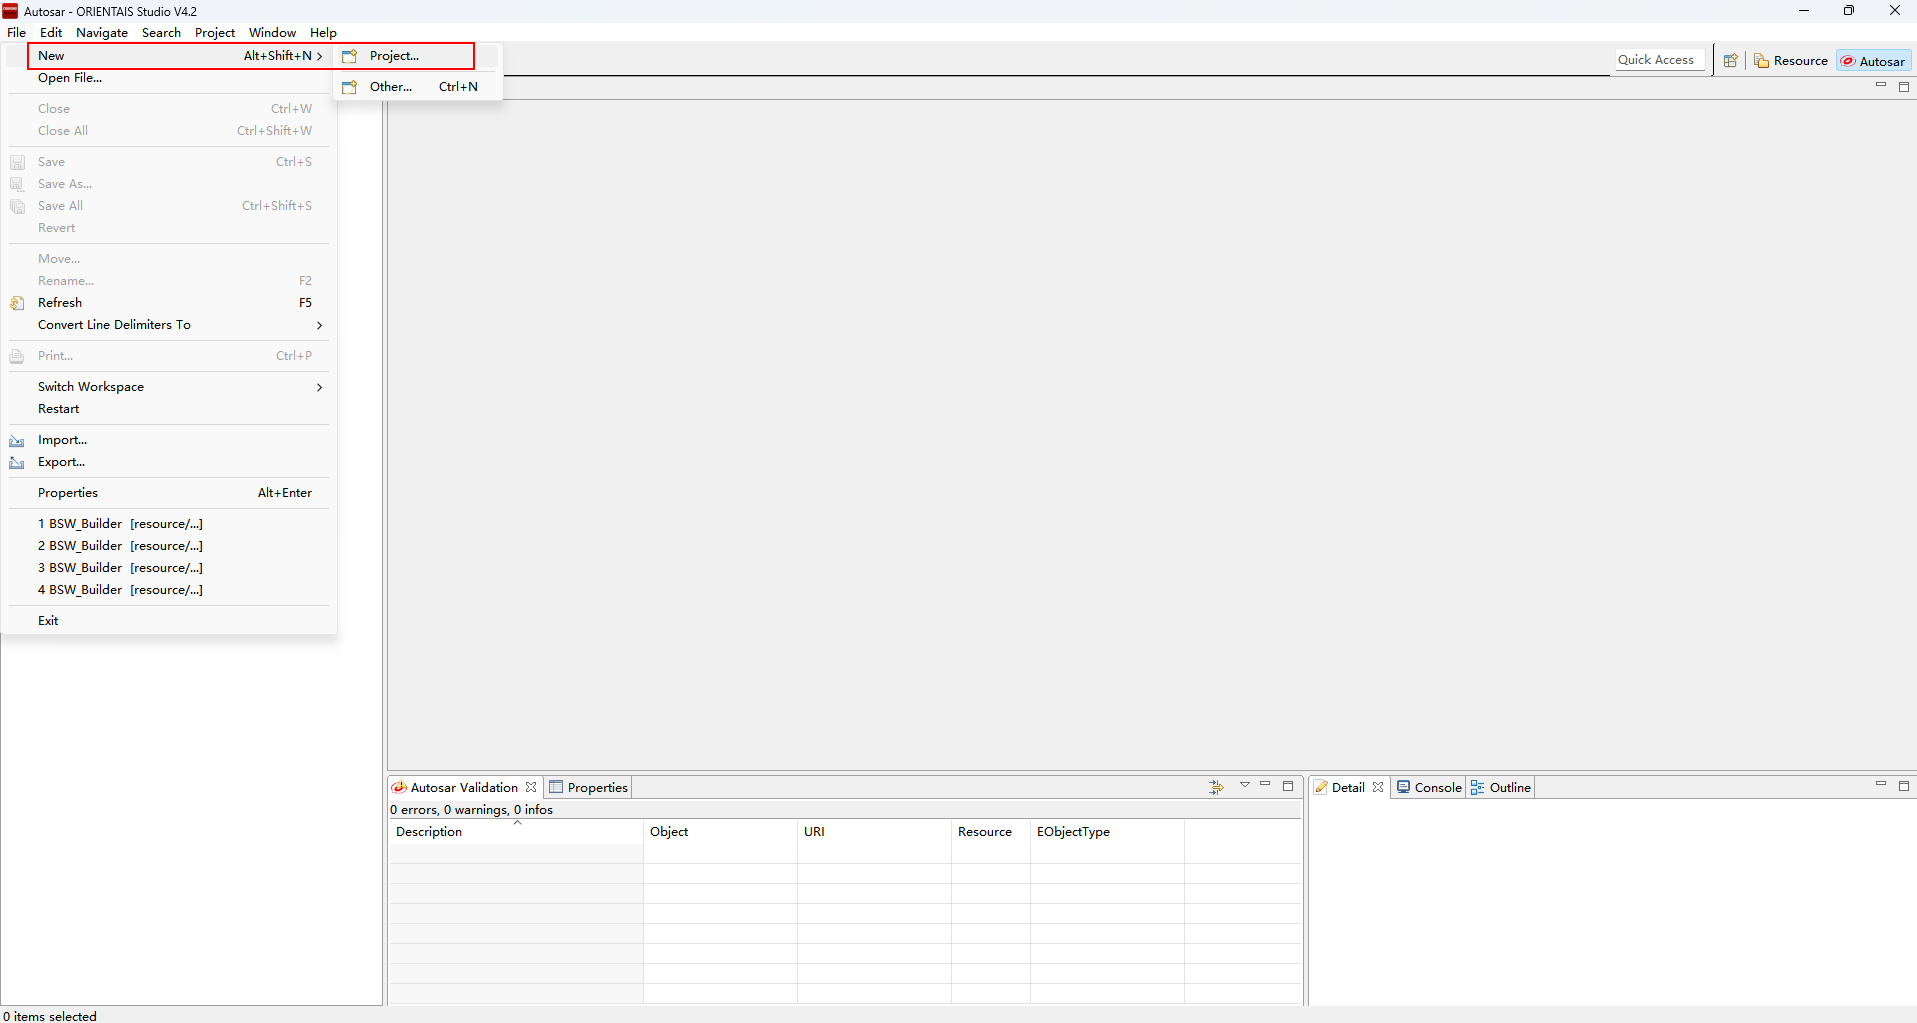 Autosar - ORIENTAIS Studio V4.2
File Edit Navigate Search Project Window Help
New Alt+Shift+N Project...
Open File...
Other... Ctrl+N
Quick Access Resource Autosar
Close Ctrl+W
Close All Ctrl+Shift+W
Save Ctrl+S
Save As...
Save All Ctrl+Shift+S
Revert
Move...
Rename... F2
Refresh F5
Convert Line Delimiters To
Print... Ctrl+P
Switch Workspace
Restart
Import...
Export...
Properties Alt+Enter
1 BSW_Builder [resource/...]
2 BSW_Builder [resource/...]
3 BSW_Builder [resource/...]
4 BSW_Builder [resource/...]
Exit
Autosar Validation Properties
0 errors, 0 warnings, 0 infos
Description Object URI Resource EObjectType
Detail Console Outline
0 items selected